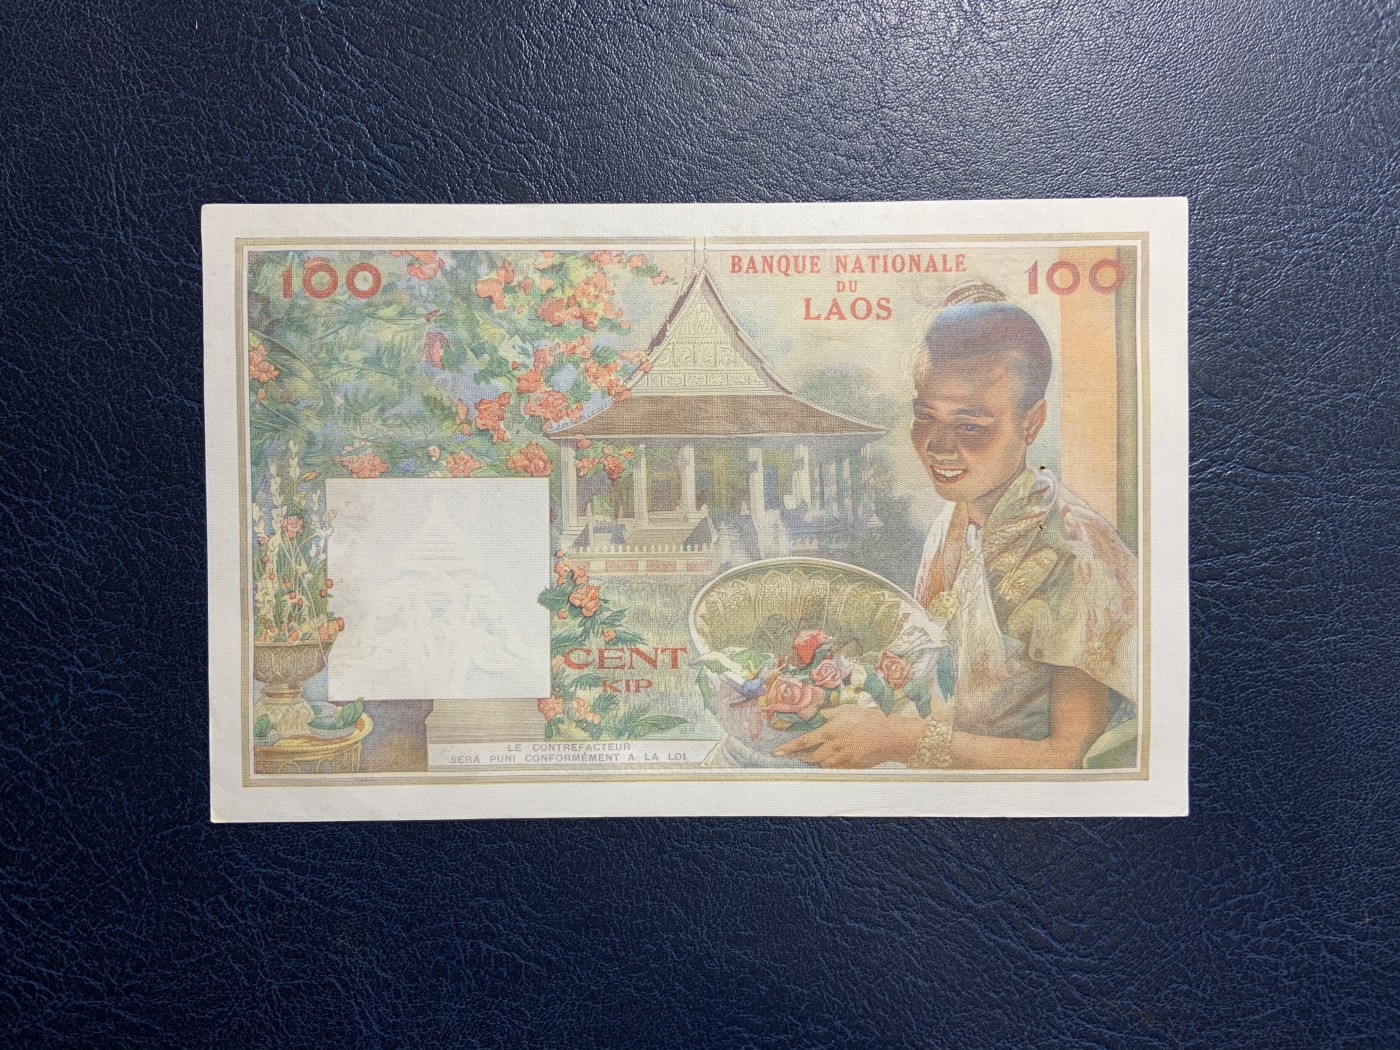 100
BANQUE NATIONALE
DU
LAOS
100
CENT
KIP
LE CONTREFACTEUR
SERA PUNI CONFORMÉMENT A LA LOI